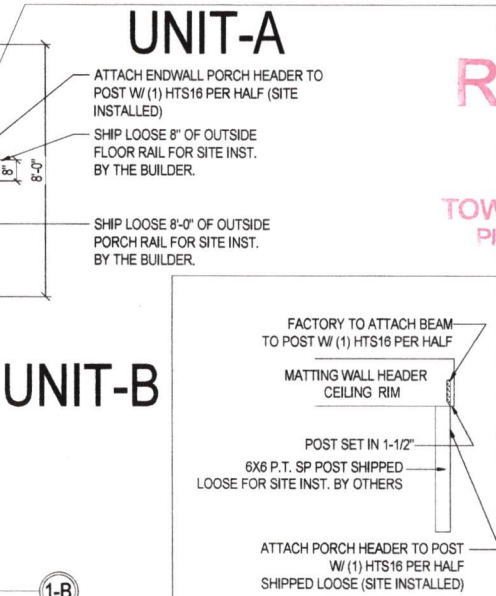 UNIT-A
ATTACH ENDWALL PORCH HEADER TO
POST W/ (1) HTS16 PER HALF (SITE
INSTALLED)
SHIP LOOSE 8" OF OUTSIDE
FLOOR RAIL FOR SITE INST.
BY THE BUILDER.
8"
8'-0"
SHIP LOOSE 8'-0" OF OUTSIDE
PORCH RAIL FOR SITE INST.
BY THE BUILDER.
R
TOW
UNIT-B
FACTORY TO ATTACH BEAM
TO POST W/ (1) HTS16 PER HALF
MATTING WALL HEADER
CEILING RIM
POST SET IN 1-1/2"
6X6 P.T. SP POST SHIPPED
LOOSE FOR SITE INST. BY OTHERS
ATTACH PORCH HEADER TO POST
W/ (1) HTS16 PER HALF
SHIPPED LOOSE (SITE INSTALLED)
1-B